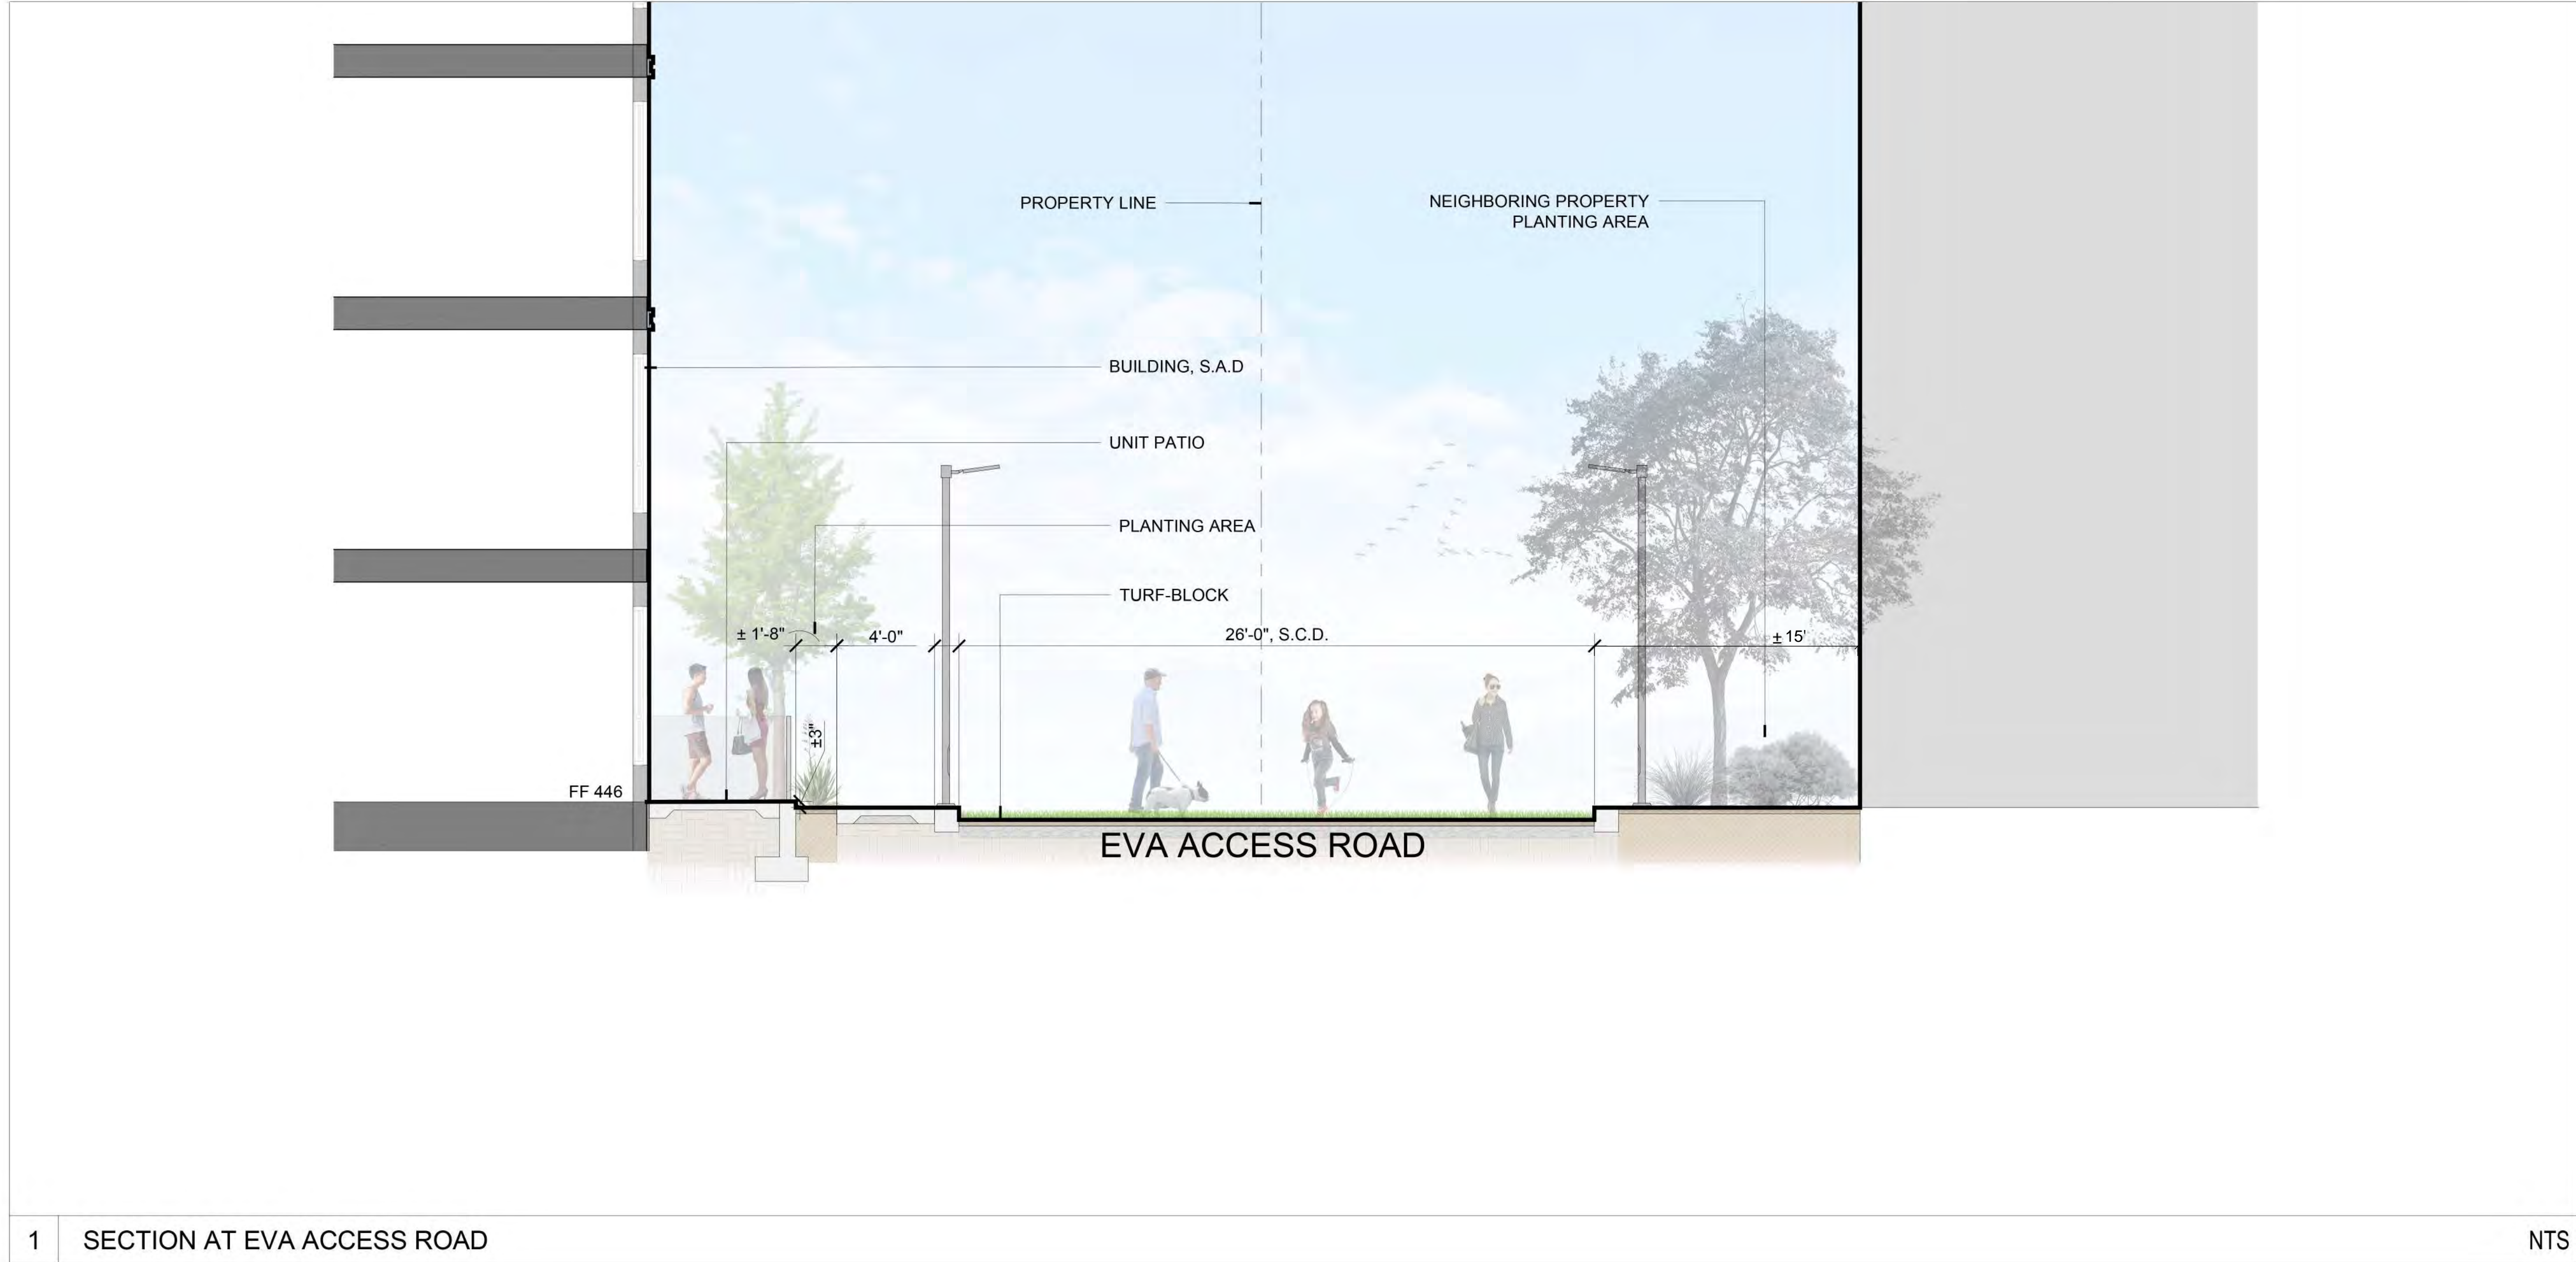 PROPERTY LINE
NEIGHBORING PROPERTY
PLANTING AREA
BUILDING, S.A.D
UNIT PATIO
PLANTING AREA
TURF-BLOCK
± 1'-8"
4'-0"
26'-0", S.C.D.
± 15'
±3"
FF 446
EVA ACCESS ROAD
1 SECTION AT EVA ACCESS ROAD
NTS